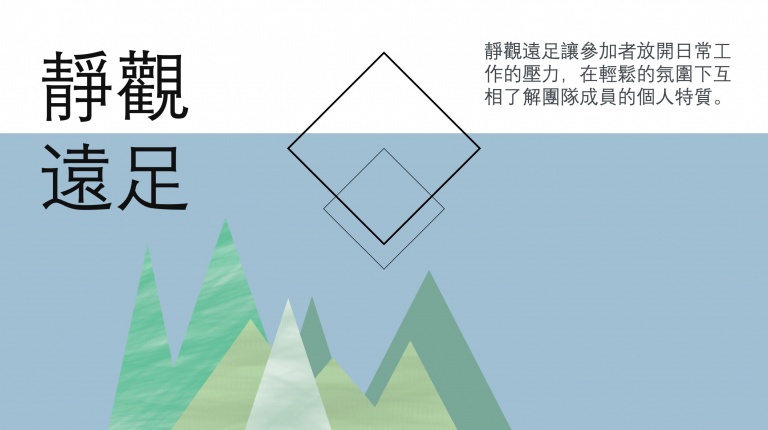 靜觀
遠足
靜觀遠足讓參加者放開日常工
作的壓力，在輕鬆的氛圍下互
相了解團隊成員的個人特質。